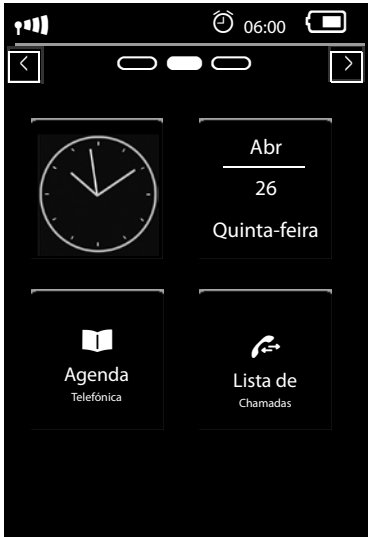 06:00
Abr
26
Quinta-feira
Agenda
Telefónica
Lista de
Chamadas